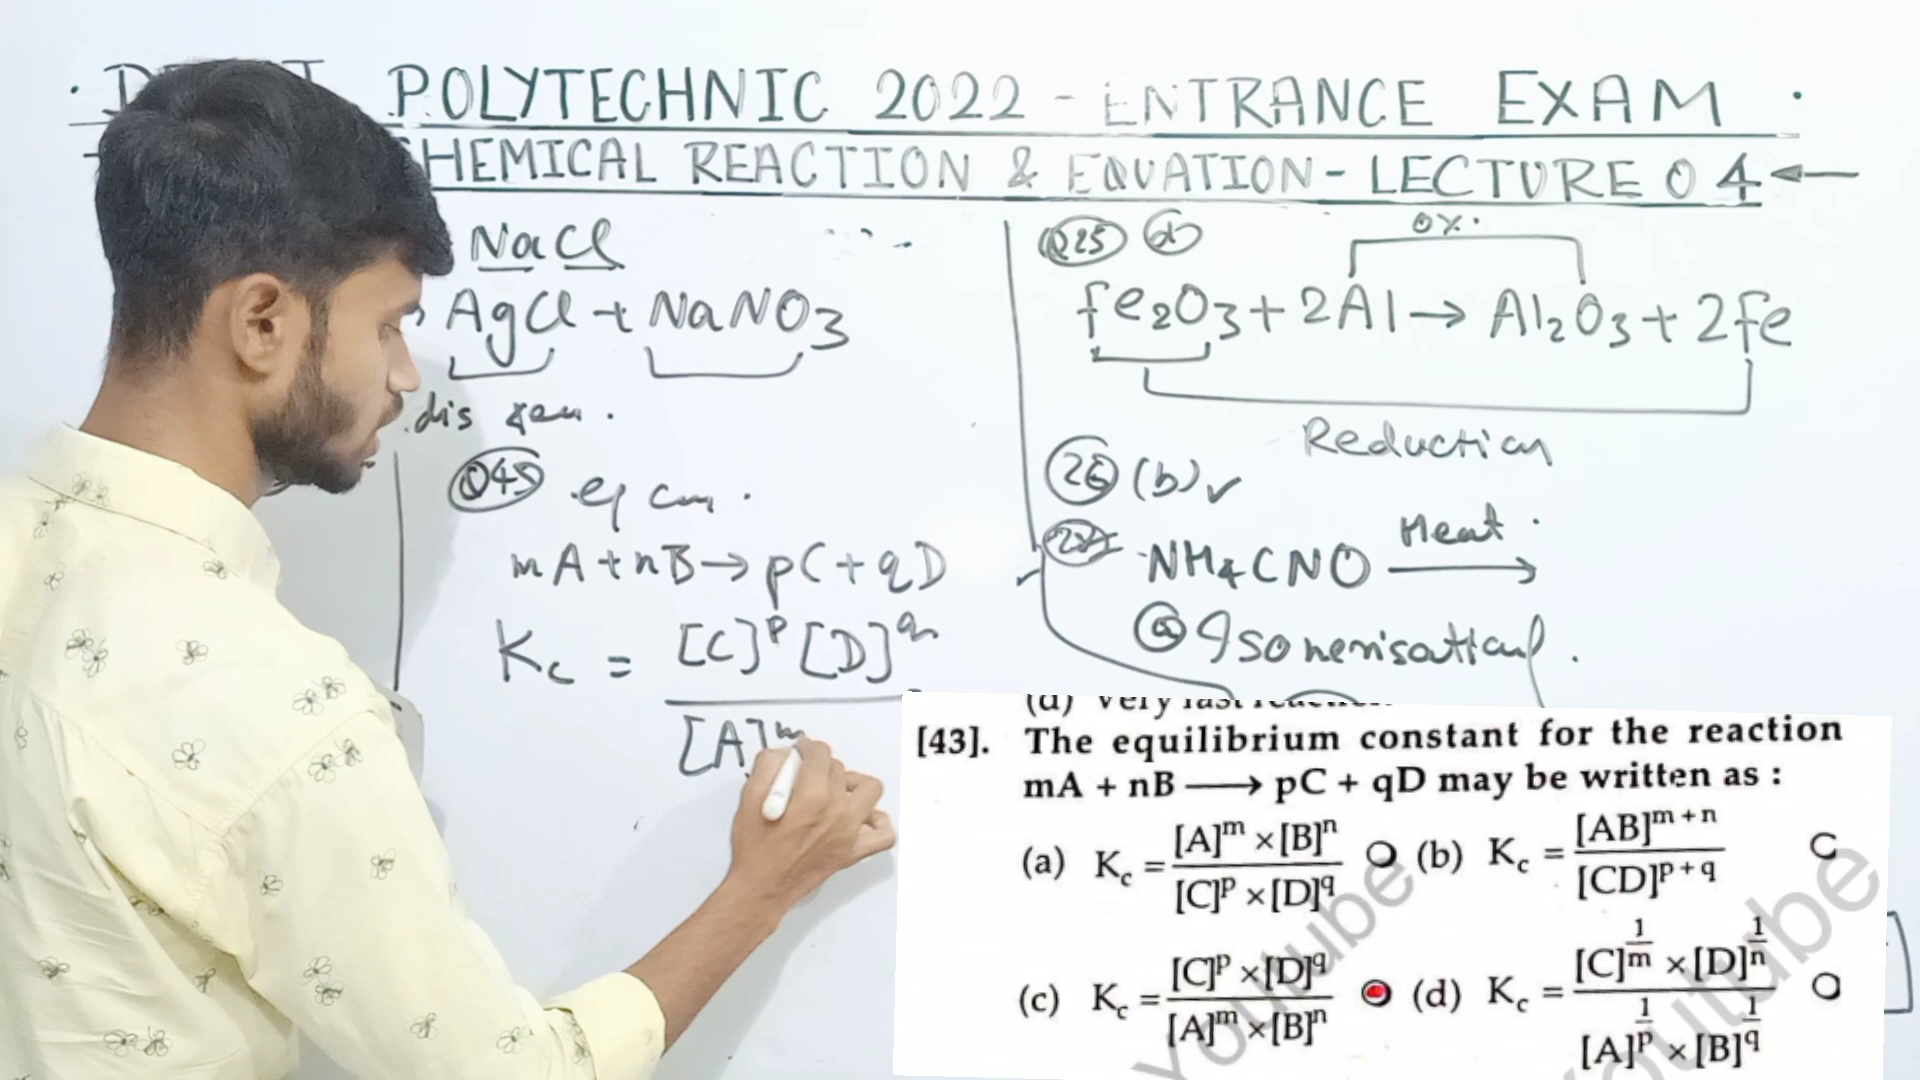 POLYTECHNIC 2022 - ENTRANCE EXAM
HEMICAL REACTION & EQUATION - LECTURE 04
NaCl
AgCl + NaNO3
dis
Q45
mA + nB → pC + qD
Kc = [C]^p [D]^q
[A]^m
Q25
Fe2O3 + 2Al → Al2O3 + 2Fe
Reduction
26 (b) ✓
NH4CNO Heat →
[43]. The equilibrium constant for the reaction
mA + nB ⟶ pC + qD may be written as :
(a) Kc = [A]^m × [B]^n / [C]^p × [D]^q (b) Kc = [AB]^(m + n) / [CD]^(p + q)
(c) Kc = [C]^p × [D]^q / [A]^m × [B]^n (d) Kc = [C]^(1/m) × [D]^(1/n) / [A]^(1/p) × [B]^(1/q)
Youtube
Youtube